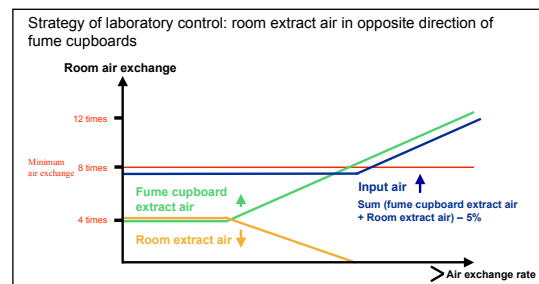 Strategy of laboratory control: room extract air in opposite direction of
fume cupboards
Room air exchange
12 times
Minimum
air exchange
8 times
Fume cupboard
extract air
Input air
Sum (fume cupboard extract air
+ Room extract air) – 5%
4 times
Room extract air
Air exchange rate